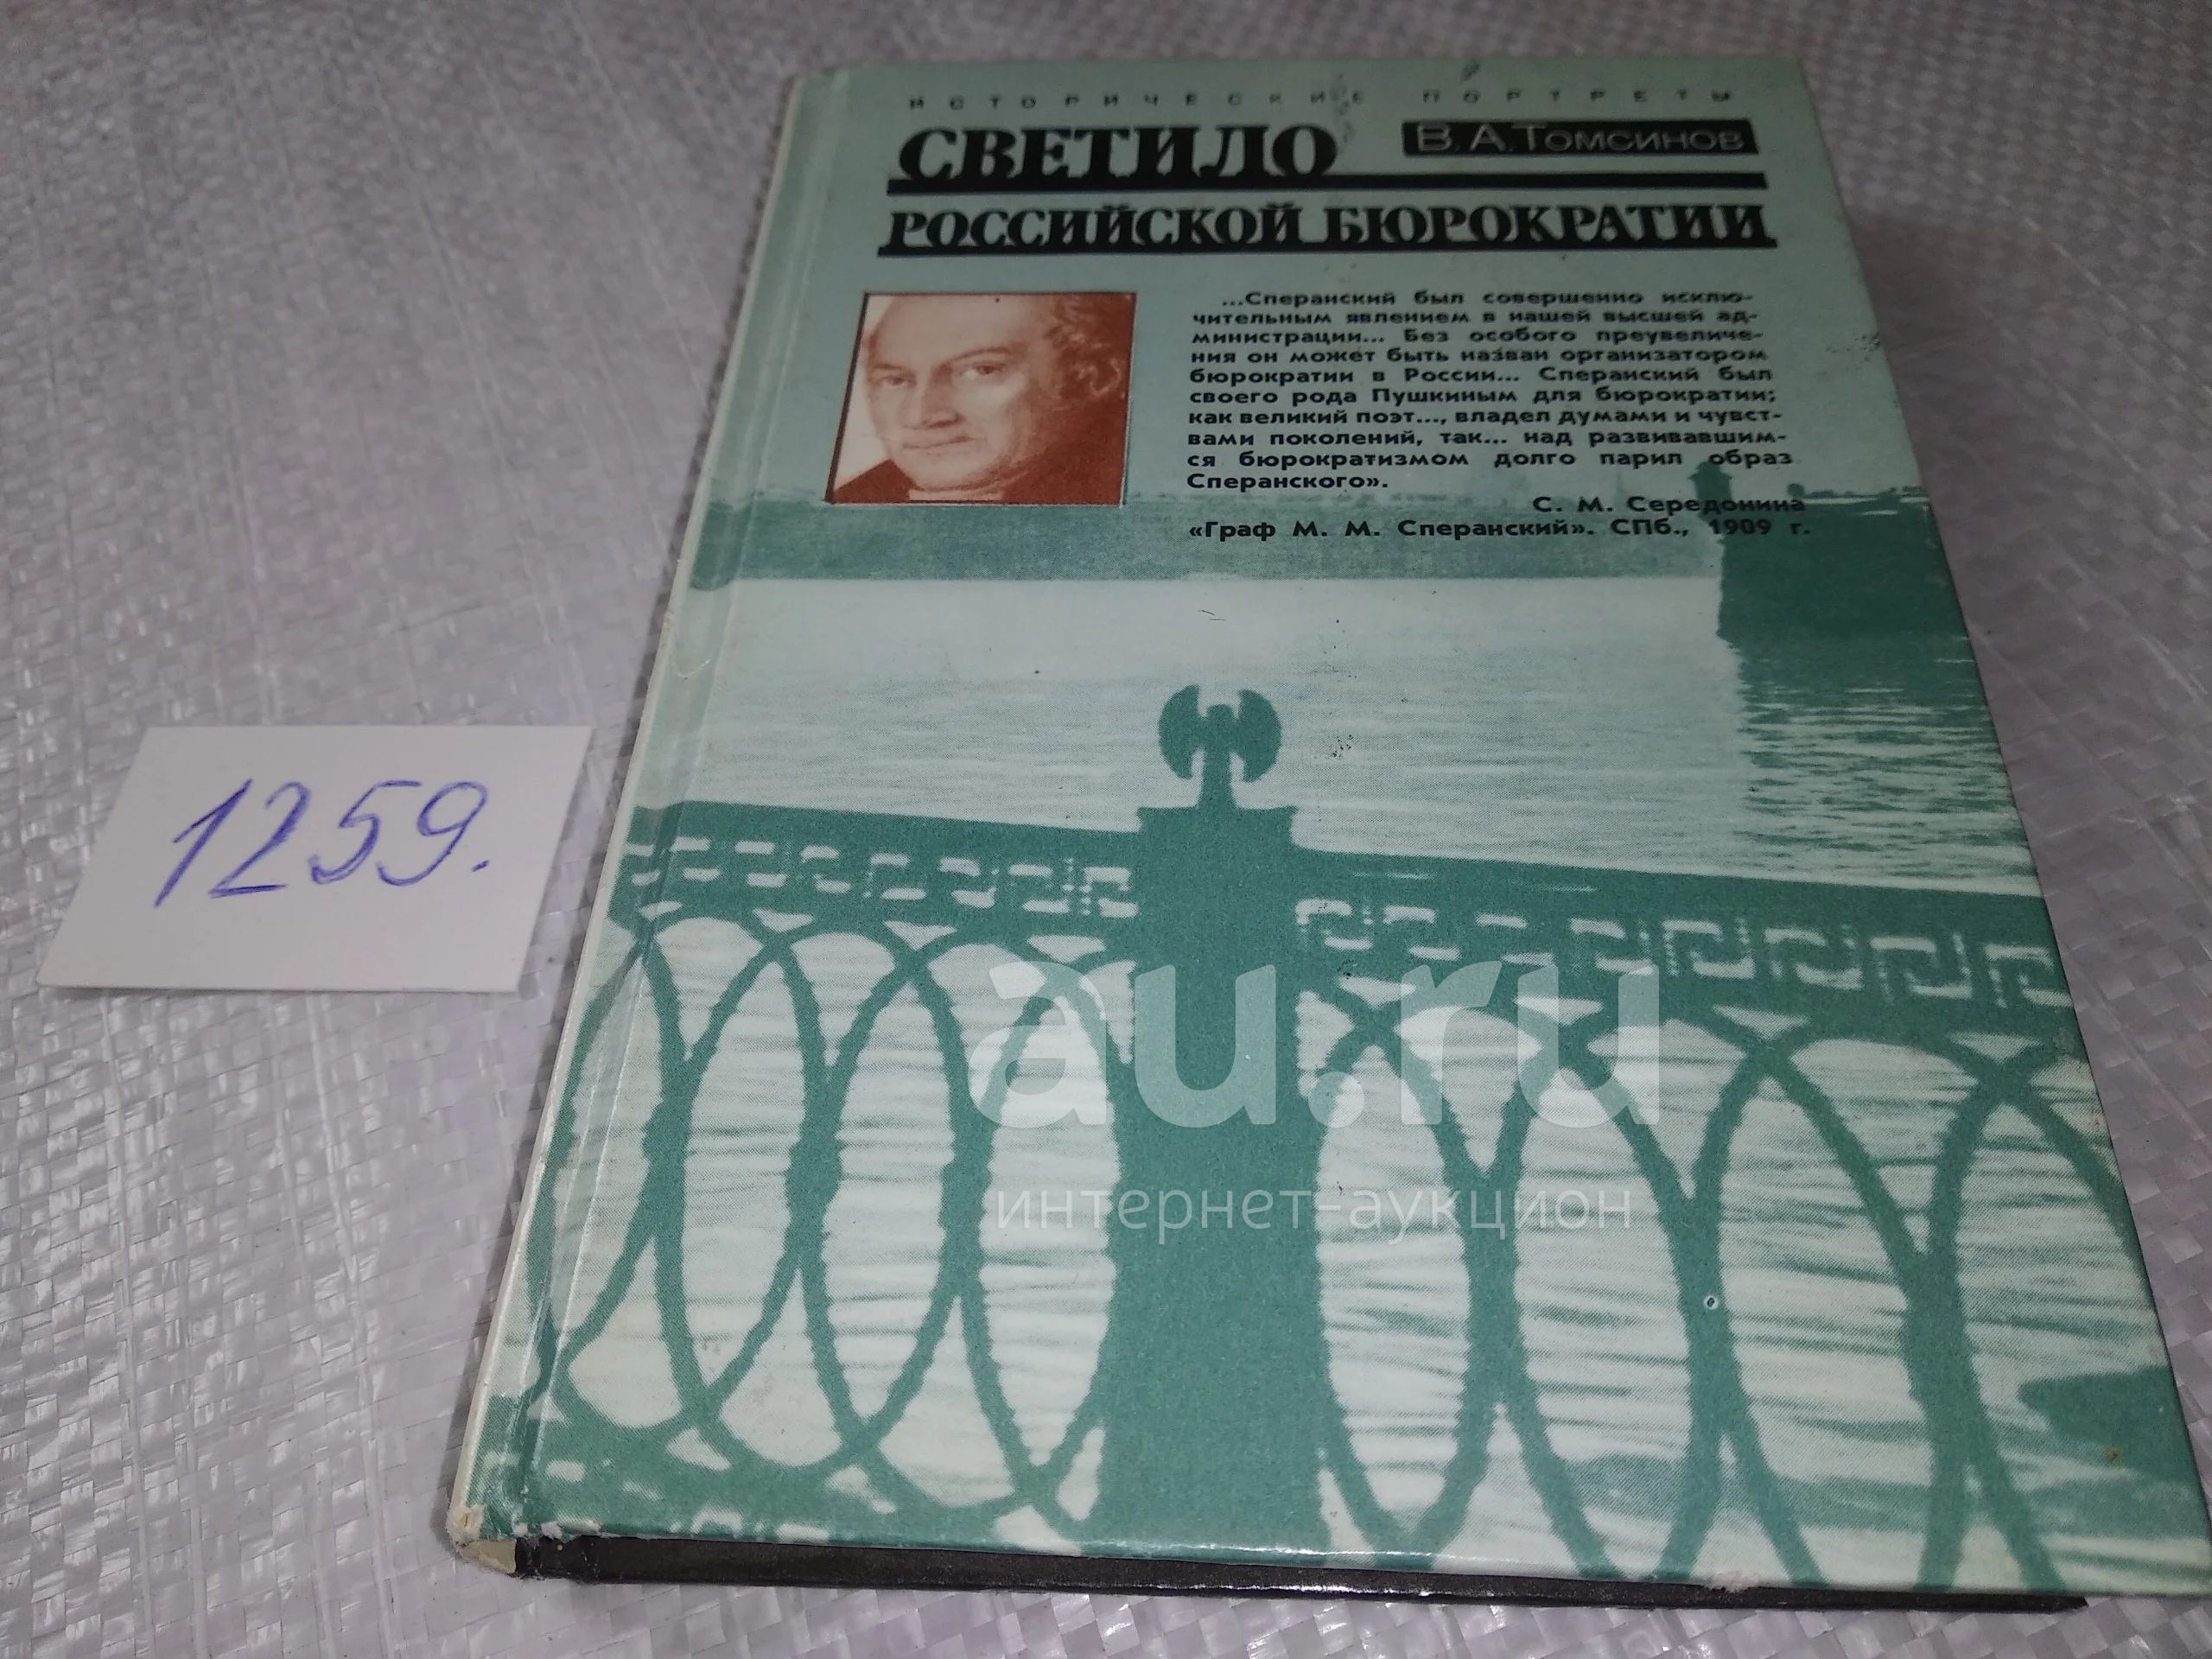 ИСТОРИЧЕСКИЕ ПОРТРЕТЫ
СВЕТИЛО
В. А. ТОМСИНОВ
РОССИЙСКОЙ БЮРОКРАТИИ
...Сперанский был совершенно исклю-
чительным явлением в нашей высшей ад-
министрации... Без особого преувеличе-
ния он может быть назван организатором
бюрократии в России... Сперанский был
своего рода Пушкиным для бюрократии;
как великий поэт..., владел думами и чувст-
вами поколений, так... над развивавшим-
ся бюрократизмом долго парил образ
Сперанского».
С. М. Середонина
«Граф М. М. Сперанский». СПб., 1909 г.
1259.
au.ru
интернет-аукцион